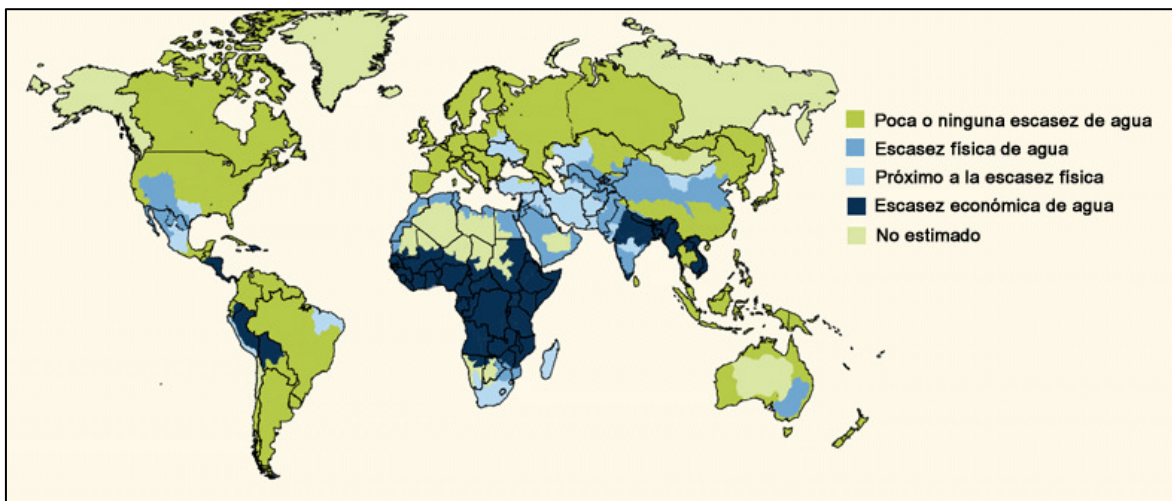 Poca o ninguna escasez de agua
Escasez física de agua
Próximo a la escasez física
Escasez económica de agua
No estimado